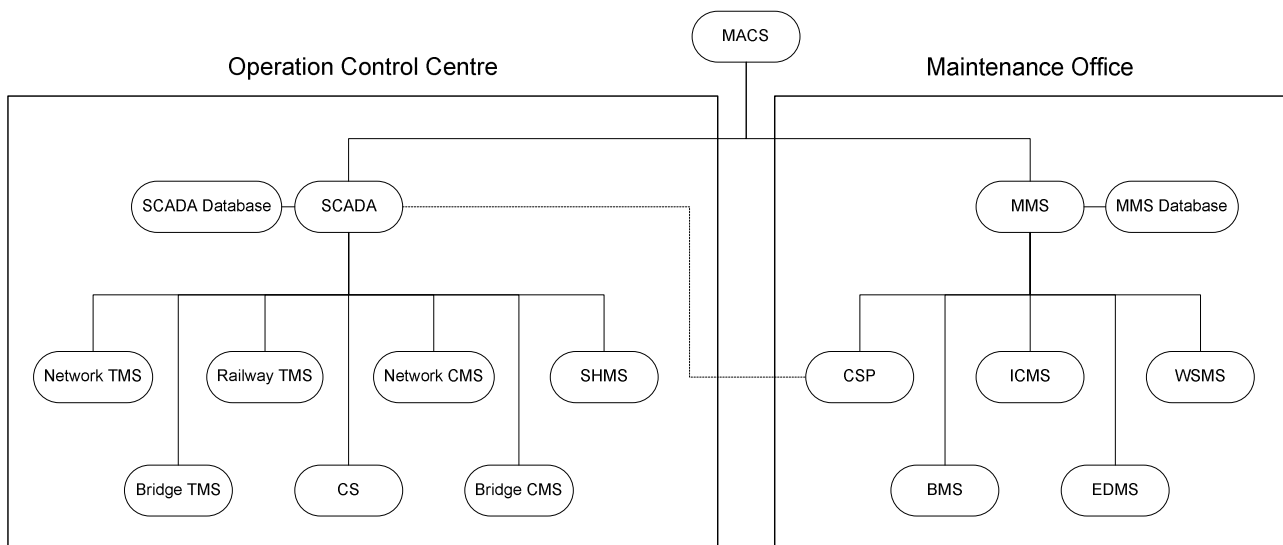 MACS
Operation Control Centre
Maintenance Office
SCADA Database
SCADA
MMS
MMS Database
Network TMS
Railway TMS
Network CMS
SHMS
CSP
ICMS
WSMS
Bridge TMS
CS
Bridge CMS
BMS
EDMS